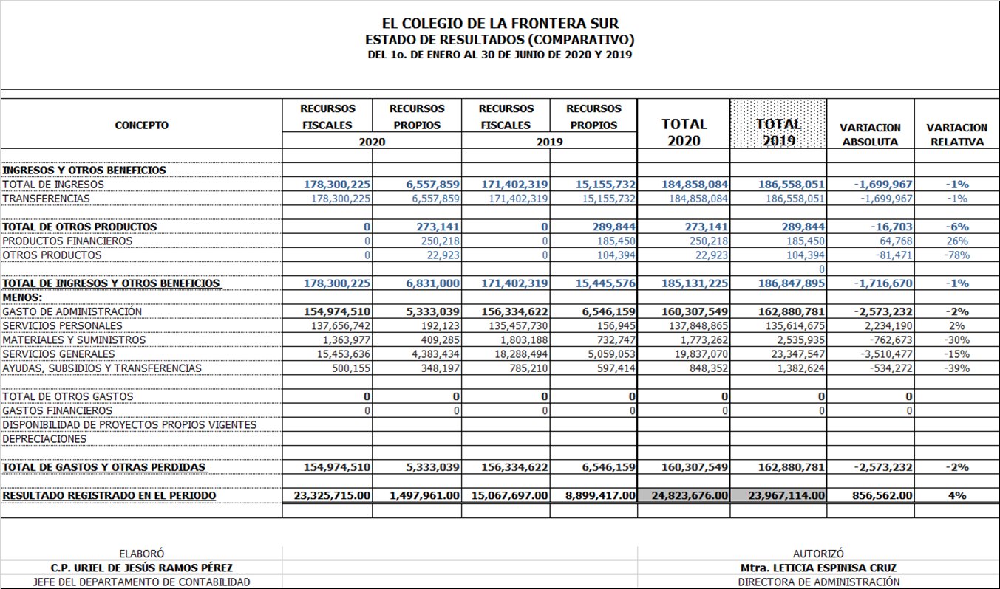 EL COLEGIO DE LA FRONTERA SUR
ESTADO DE RESULTADOS (COMPARATIVO)
DEL 1o. DE ENERO AL 30 DE JUNIO DE 2020 Y 2019
CONCEPTO RECURSOS FISCALES RECURSOS PROPIOS RECURSOS FISCALES RECURSOS PROPIOS TOTAL 2020 TOTAL 2019 VARIACION ABSOLUTA VARIACION RELATIVA
2020 2019
INGRESOS Y OTROS BENEFICIOS
TOTAL DE INGRESOS 178,300,225 6,557,859 171,402,319 15,155,732 184,858,084 186,558,051 -1,699,967 -1%
TRANSFERENCIAS 178,300,225 6,557,859 171,402,319 15,155,732 184,858,084 186,558,051 -1,699,967 -1%
TOTAL DE OTROS PRODUCTOS 0 273,141 0 289,844 273,141 289,844 -16,703 -6%
PRODUCTOS FINANCIEROS 0 250,218 0 185,450 250,218 185,450 64,768 26%
OTROS PRODUCTOS 0 22,923 0 104,394 22,923 104,394 -81,471 -78%
0
TOTAL DE INGRESOS Y OTROS BENEFICIOS 178,300,225 6,831,000 171,402,319 15,445,576 185,131,225 186,847,895 -1,716,670 -1%
MENOS:
GASTO DE ADMINISTRACIÓN 154,974,510 5,333,039 156,334,622 6,546,159 160,307,549 162,880,781 -2,573,232 -2%
SERVICIOS PERSONALES 137,656,742 192,123 135,457,730 156,945 137,848,865 135,614,675 2,234,190 2%
MATERIALES Y SUMINISTROS 1,363,977 409,285 1,803,188 732,747 1,773,262 2,535,935 -762,673 -30%
SERVICIOS GENERALES 15,453,636 4,383,434 18,288,494 5,059,053 19,837,070 23,347,547 -3,510,477 -15%
AYUDAS, SUBSIDIOS Y TRANSFERENCIAS 500,155 348,197 785,210 597,414 848,352 1,382,624 -534,272 -39%
TOTAL DE OTROS GASTOS 0 0 0 0 0 0 0
GASTOS FINANCIEROS 0 0 0 0 0 0 0
DISPONIBILIDAD DE PROYECTOS PROPIOS VIGENTES
DEPRECIACIONES
TOTAL DE GASTOS Y OTRAS PERDIDAS 154,974,510 5,333,039 156,334,622 6,546,159 160,307,549 162,880,781 -2,573,232 -2%
RESULTADO REGISTRADO EN EL PERIODO 23,325,715.00 1,497,961.00 15,067,697.00 8,899,417.00 24,823,676.00 23,967,114.00 856,562.00 4%
ELABORÓ AUTORIZÓ
C.P. URIEL DE JESÚS RAMOS PÉREZ Mtra. LETICIA ESPINISA CRUZ
JEFE DEL DEPARTAMENTO DE CONTABILIDAD DIRECTORA DE ADMINISTRACIÓN